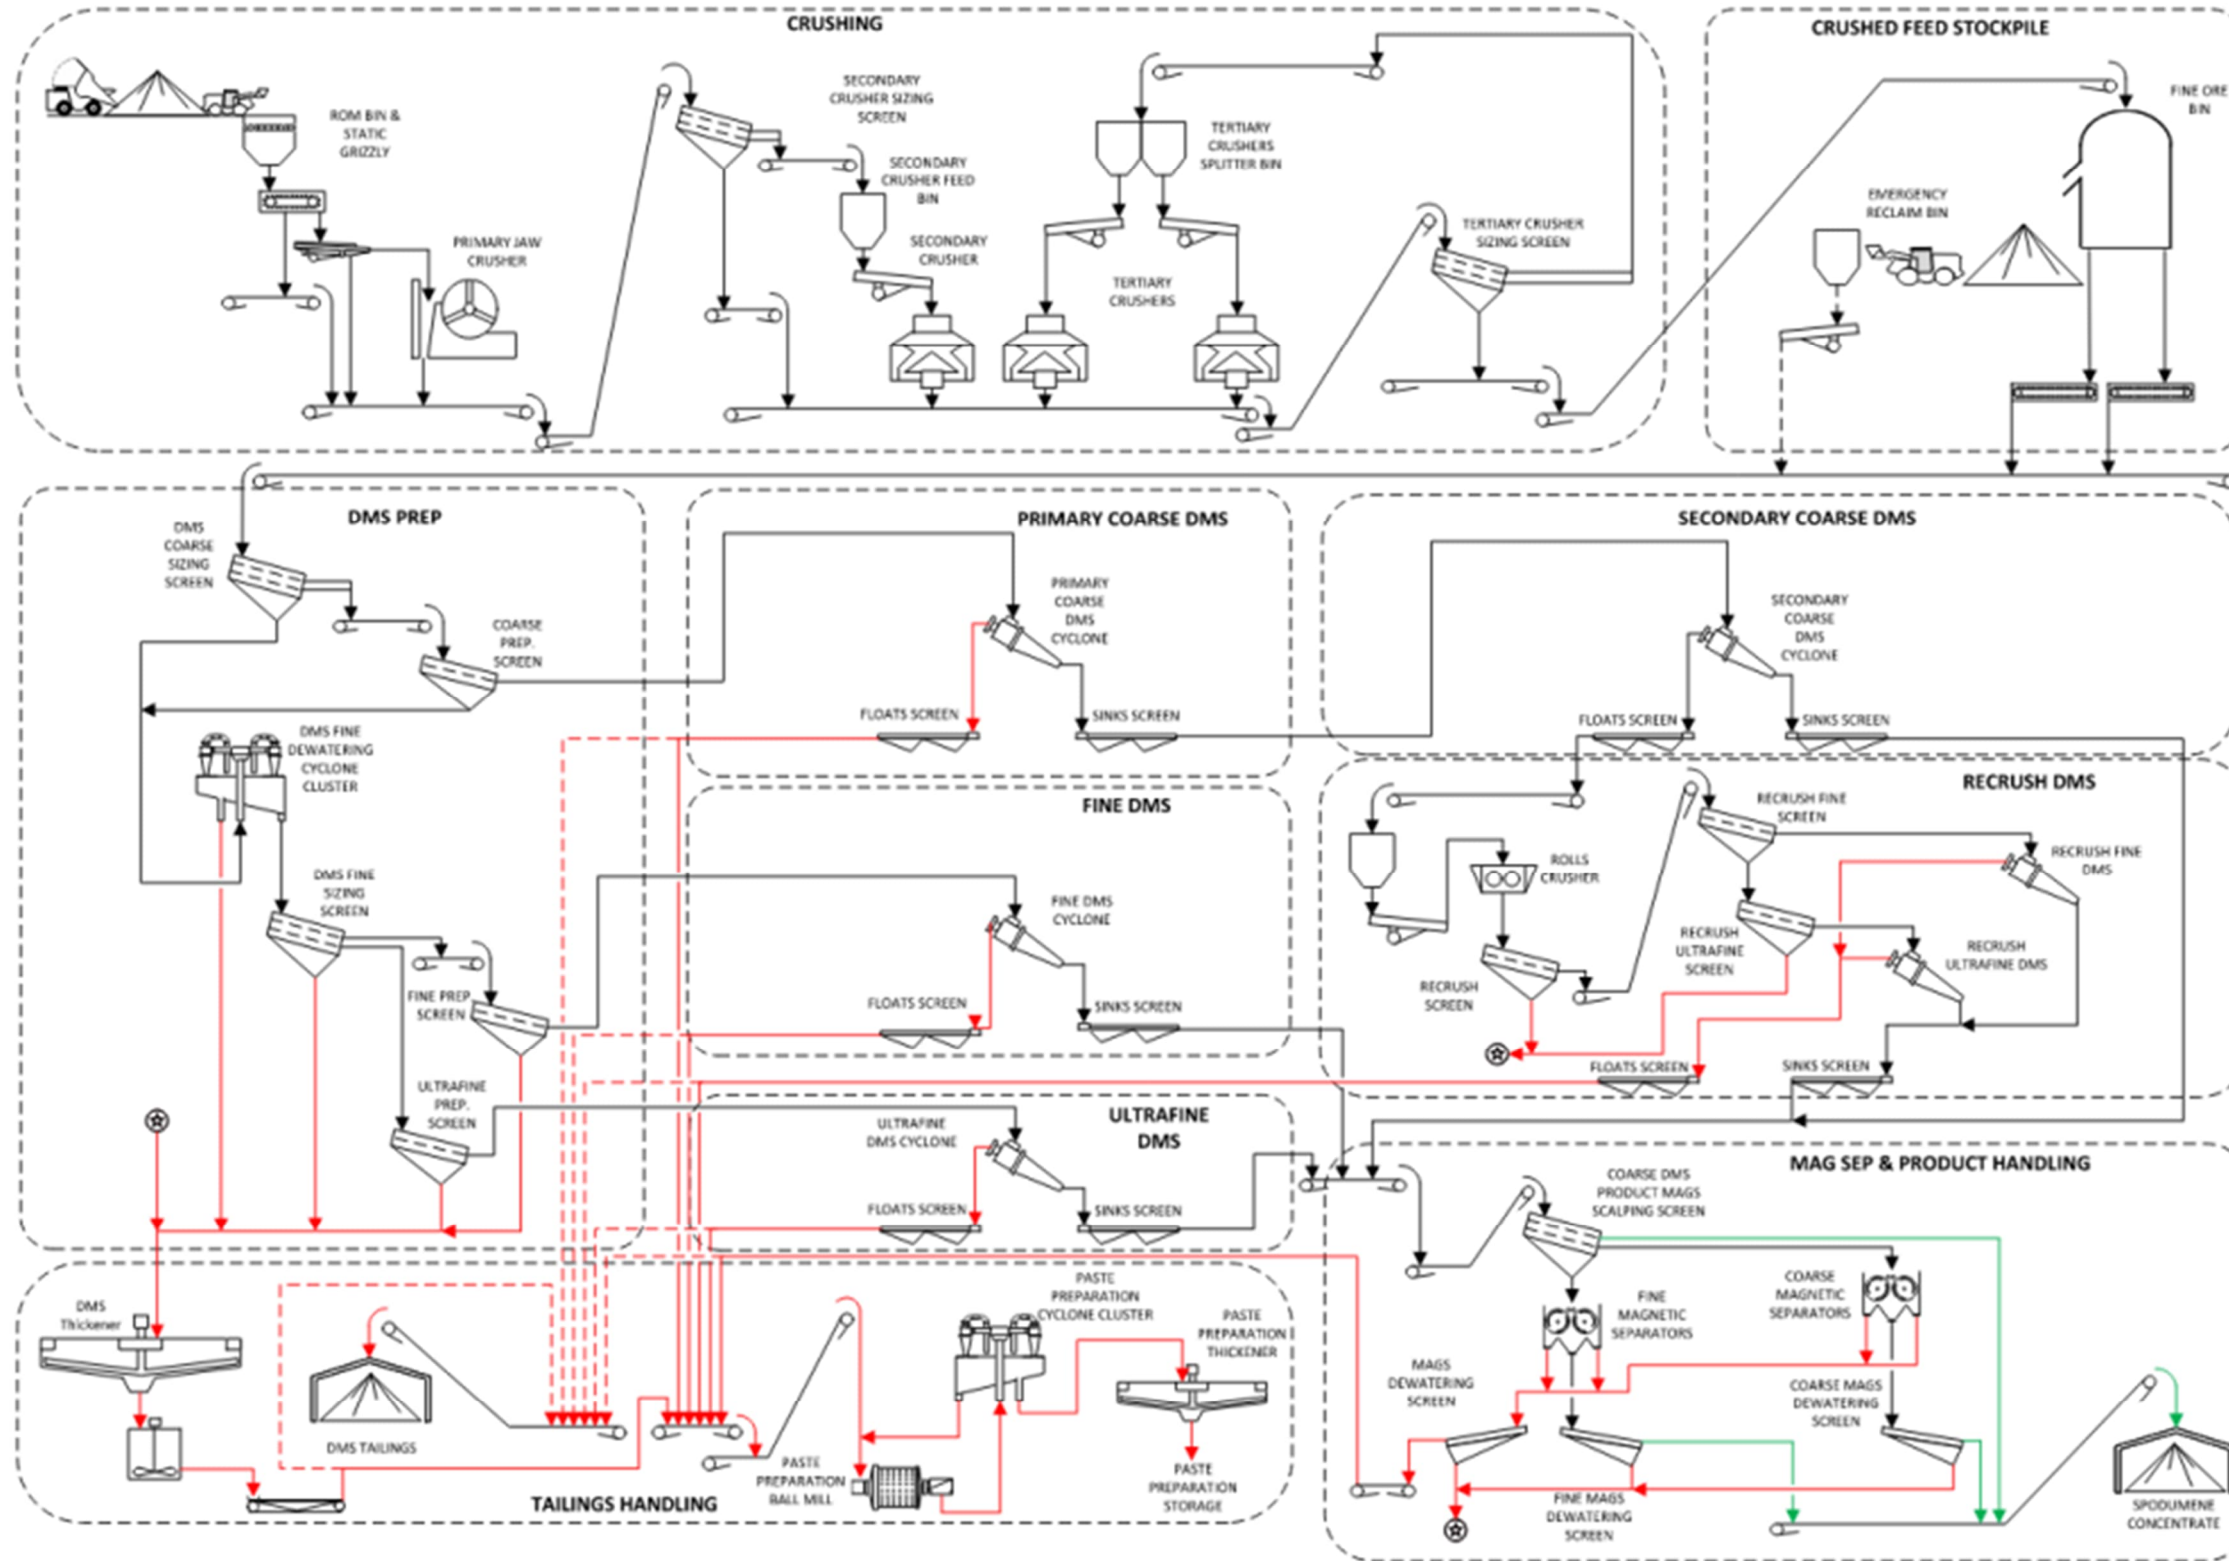 CRUSHING
CRUSHED FEED STOCKPILE
ROM BIN &
STATIC
GRIZZLY
PRIMARY JAW
CRUSHER
SECONDARY
CRUSHER SIZING
SCREEN
SECONDARY
CRUSHER FEED
BIN
SECONDARY
CRUSHER
TERTIARY
CRUSHERS
SPLITTER BIN
TERTIARY
CRUSHERS
TERTIARY CRUSHER
SIZING SCREEN
FINE ORE
BIN
EMERGENCY
RECLAIM BIN
DMS PREP
DMS
COARSE
SIZING
SCREEN
COARSE
PREP.
SCREEN
DMS FINE
DEWATERING
CYCLONE
CLUSTER
DMS FINE
SIZING
SCREEN
FINE PREP
SCREEN
ULTRAFINE
PREP.
SCREEN
PRIMARY COARSE DMS
PRIMARY
COARSE
DMS
CYCLONE
FLOATS SCREEN
SINKS SCREEN
SECONDARY COARSE DMS
SECONDARY
COARSE
DMS
CYCLONE
FLOATS SCREEN
SINKS SCREEN
FINE DMS
FINE DMS
CYCLONE
FLOATS SCREEN
SINKS SCREEN
RECRUSH DMS
RECRUSH FINE
SCREEN
RECRUSH FINE
DMS
ROLLS
CRUSHER
RECRUSH
ULTRAFINE
SCREEN
RECRUSH
ULTRAFINE DMS
RECRUSH
SCREEN
FLOATS SCREEN
SINKS SCREEN
ULTRAFINE
DMS
ULTRAFINE
DMS CYCLONE
FLOATS SCREEN
SINKS SCREEN
MAG SEP & PRODUCT HANDLING
COARSE DMS
PRODUCT MAGS
SCALPING SCREEN
COARSE
MAGNETIC
SEPARATORS
FINE
MAGNETIC
SEPARATORS
MAGS
DEWATERING
SCREEN
COARSE MAGS
DEWATERING
SCREEN
FINE MAGS
DEWATERING
SCREEN
SPODUMENE
CONCENTRATE
DMS
Thickener
DMS TAILINGS
TAILINGS HANDLING
PASTE
PREPARATION
BALL MILL
PASTE
PREPARATION
CYCLONE CLUSTER
PASTE
PREPARATION
THICKENER
PASTE
PREPARATION
STORAGE